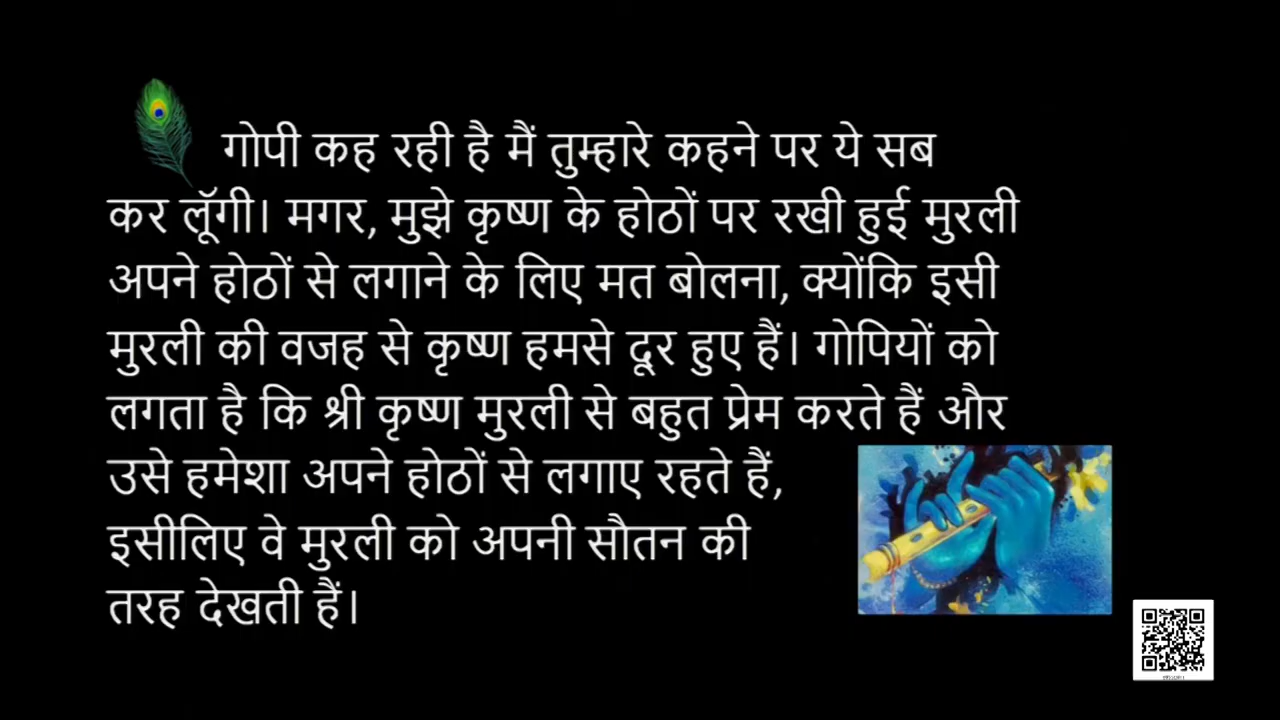 गोपी कह रही है मैं तुम्हारे कहने पर ये सब
कर लूॅगी। मगर, मुझे कृष्ण के होठों पर रखी हुई मुरली
अपने होठों से लगाने के लिए मत बोलना, क्योंकि इसी
मुरली की वजह से कृष्ण हमसे दूर हुए हैं। गोपियों को
लगता है कि श्री कृष्ण मुरली से बहुत प्रेम करते हैं और
उसे हमेशा अपने होठों से लगाए रहते हैं,
इसीलिए वे मुरली को अपनी सौतन की
तरह देखती हैं।